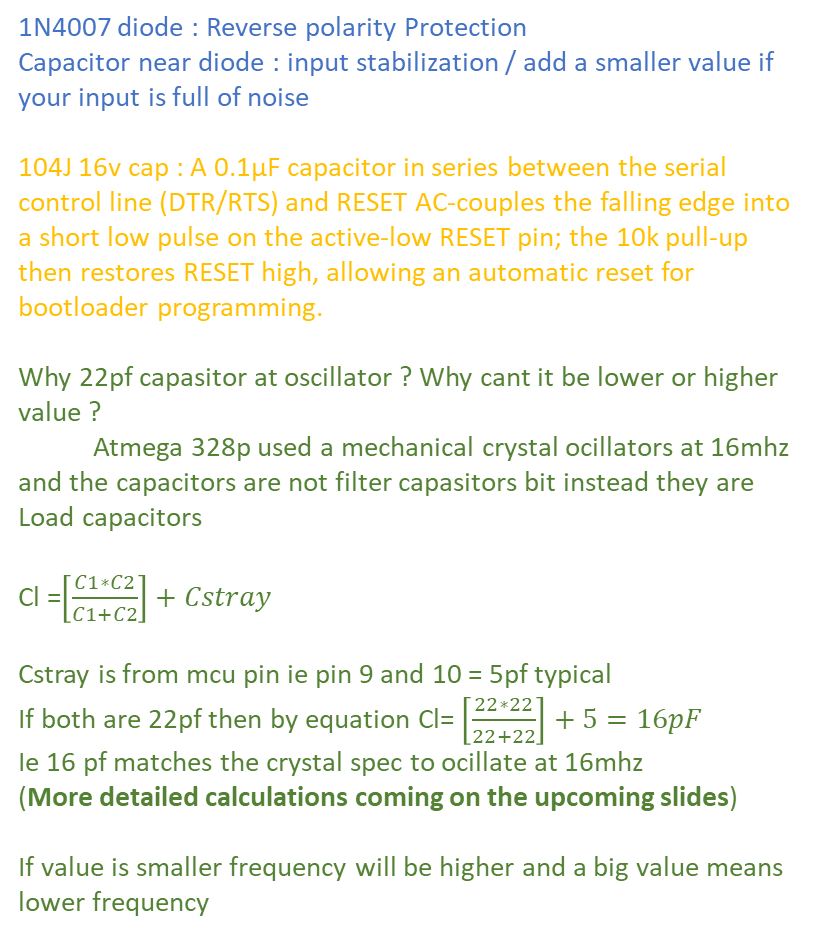 1N4007 diode : Reverse polarity Protection
Capacitor near diode : input stabilization / add a smaller value if
your input is full of noise
104J 16v cap : A 0.1µF capacitor in series between the serial
control line (DTR/RTS) and RESET AC-couples the falling edge into
a short low pulse on the active-low RESET pin; the 10k pull-up
then restores RESET high, allowing an automatic reset for
bootloader programming.
Why 22pf capasitor at oscillator ? Why cant it be lower or higher
value ?
Atmega 328p used a mechanical crystal ocillators at 16mhz
and the capacitors are not filter capasitors bit instead they are
Load capacitors
Cl =[C1*C2/C1+C2] + Cstray
Cstray is from mcu pin ie pin 9 and 10 = 5pf typical
If both are 22pf then by equation Cl= [22*22/22+22] + 5 = 16pF
Ie 16 pf matches the crystal spec to ocillate at 16mhz
(More detailed calculations coming on the upcoming slides)
If value is smaller frequency will be higher and a big value means
lower frequency